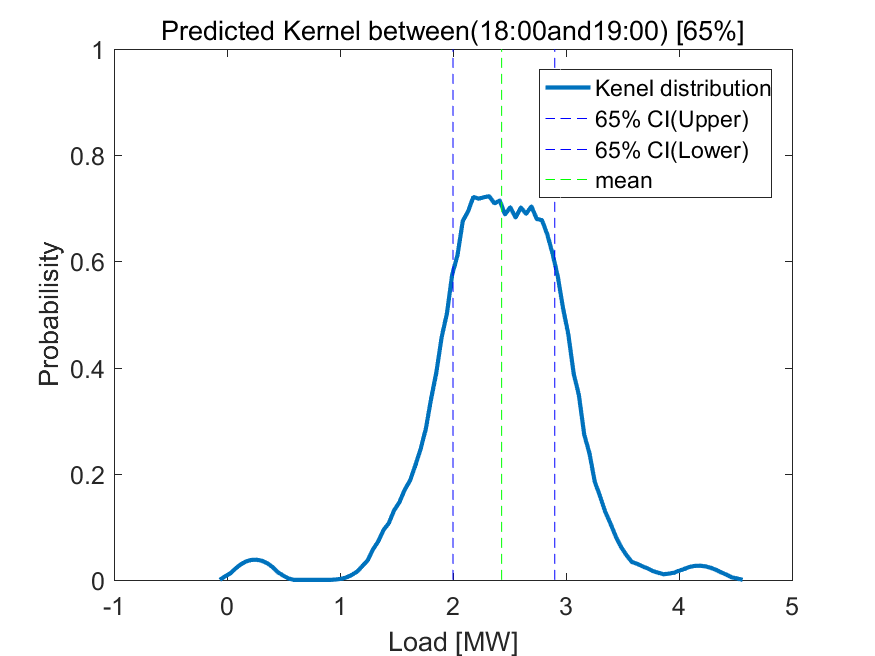 Predicted Kernel between(18:00and19:00) [65%]
1
0.8
0.6
0.4
0.2
0
Probabilisity
Kenel distribution
65% CI(Upper)
65% CI(Lower)
mean
-1 0 1 2 3 4 5
Load [MW]